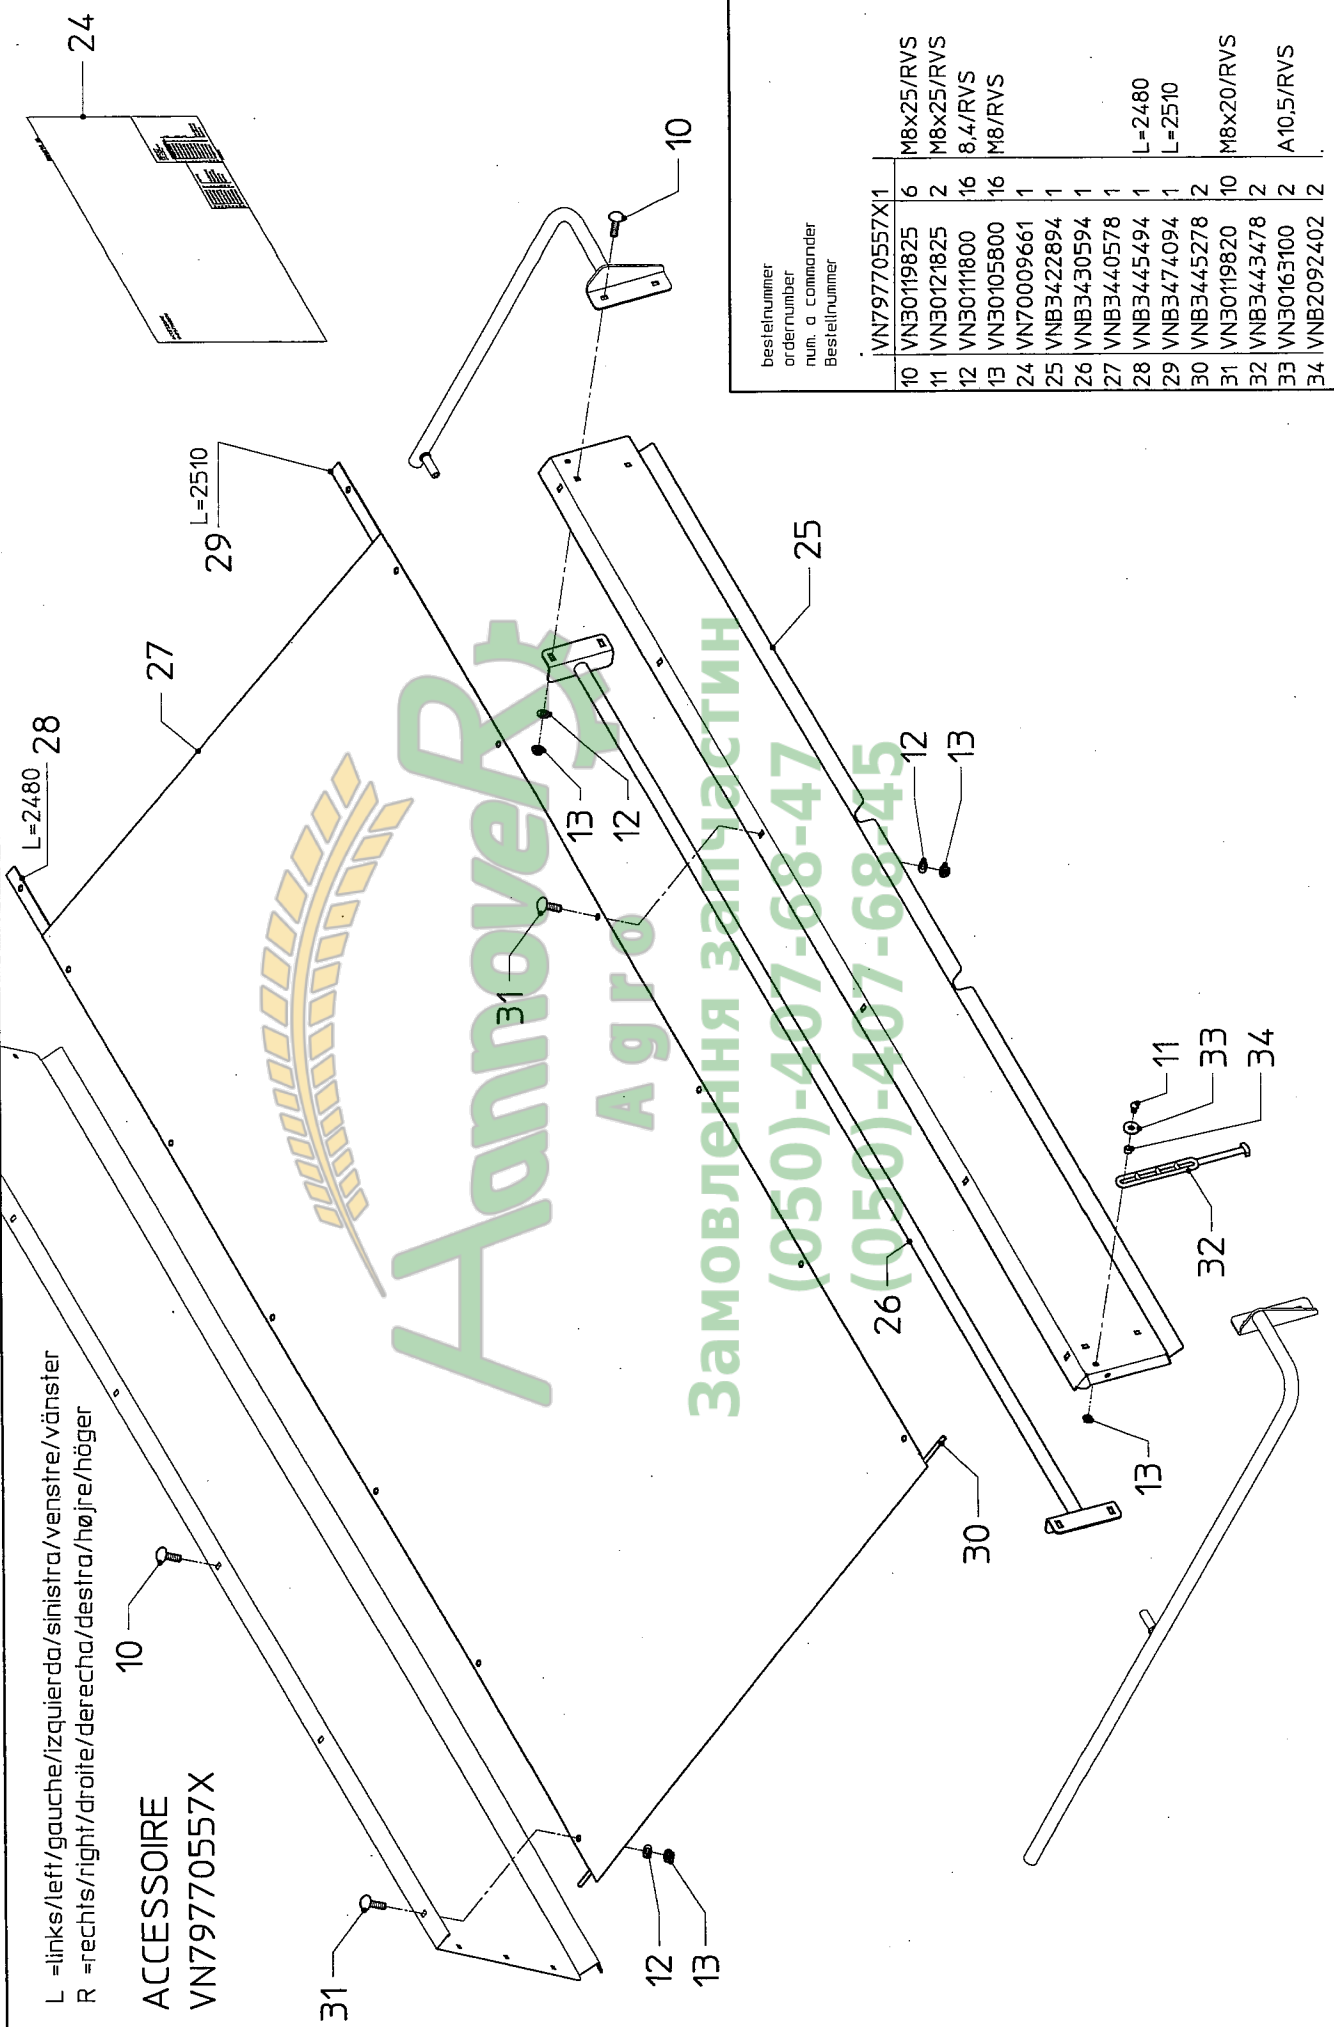 L =links/left/gauche/izquierda/sinistra/venstre/vänster
R =rechts/right/droite/derecha/destra/højre/höger
ACCESSOIRE
VN79770557X
24
10
29 L=2510
28 L=2480
27
25
13
12
31
12
13
11
33
34
32
26
13
30
10
31
12
13
AannoveR
Agro
Замовлення запчастин
(050)-407-68-47
(050)-407-68-45
bestelnummer
ordernumber
num. a commander
Bestellnummer
VN79770557X 1
10 VN30119825 6 M8x25/RVS
11 VN30121825 2 M8x25/RVS
12 VN30111800 16 8,4/RVS
13 VN30105800 16 M8/RVS
24 VN70009661 1
25 VNB3422894 1
26 VNB3430594 1
27 VNB3440578 1
28 VNB3445494 1 L=2480
29 VNB3474094 1 L=2510
30 VNB3445278 2
31 VN30119820 10 M8x20/RVS
32 VNB3443478 2
33 VN30163100 2 A10,5/RVS
34 VNB2092402 2